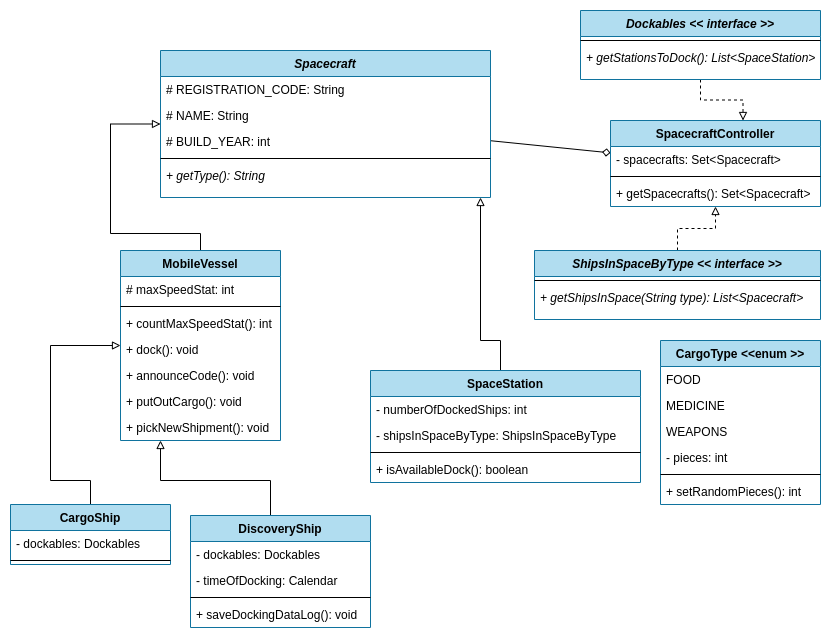 Dockables << interface >>
+ getStationsToDock(): List<SpaceStation>
Spacecraft
# REGISTRATION_CODE: String
# NAME: String
# BUILD_YEAR: int
+ getType(): String
SpacecraftController
- spacecrafts: Set<Spacecraft>
+ getSpacecrafts(): Set<Spacecraft>
MobileVessel
# maxSpeedStat: int
+ countMaxSpeedStat(): int
+ dock(): void
+ announceCode(): void
+ putOutCargo(): void
+ pickNewShipment(): void
ShipsInSpaceByType << interface >>
+ getShipsInSpace(String type): List<Spacecraft>
SpaceStation
- numberOfDockedShips: int
- shipsInSpaceByType: ShipsInSpaceByType
+ isAvailableDock(): boolean
CargoType <<enum >>
FOOD
MEDICINE
WEAPONS
- pieces: int
+ setRandomPieces(): int
CargoShip
- dockables: Dockables
DiscoveryShip
- dockables: Dockables
- timeOfDocking: Calendar
+ saveDockingDataLog(): void